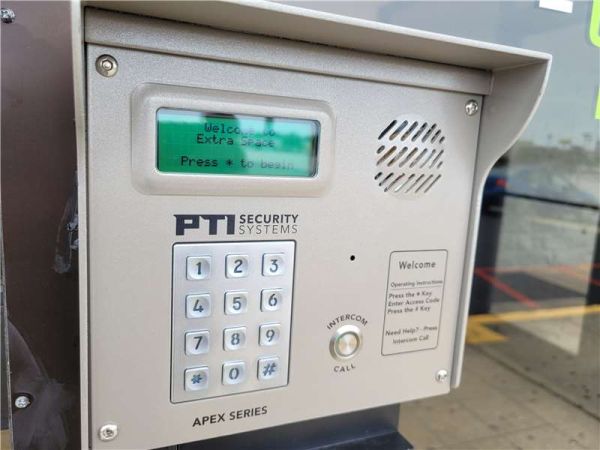 Welcome to
Extra Space
Press * to begin
PTI SECURITY
SYSTEMS
1 2 3
4 5 6
7 8 9
* 0 #
APEX SERIES
INTERCOM
CALL
Welcome
Operating Instructions
Press the * Key
Enter Access Code
Press the # Key
Need Help? - Press
Intercom Call